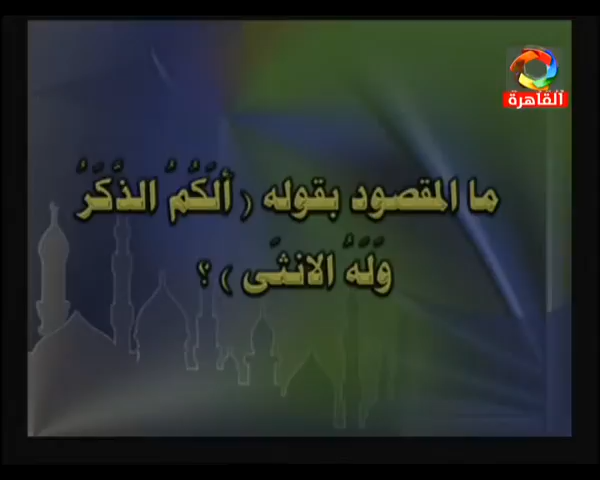 القاهرة
ما المقصود بقوله ( ألَكُمُ الذَّكَرُ
وَلَهُ الانثَى ) ؟